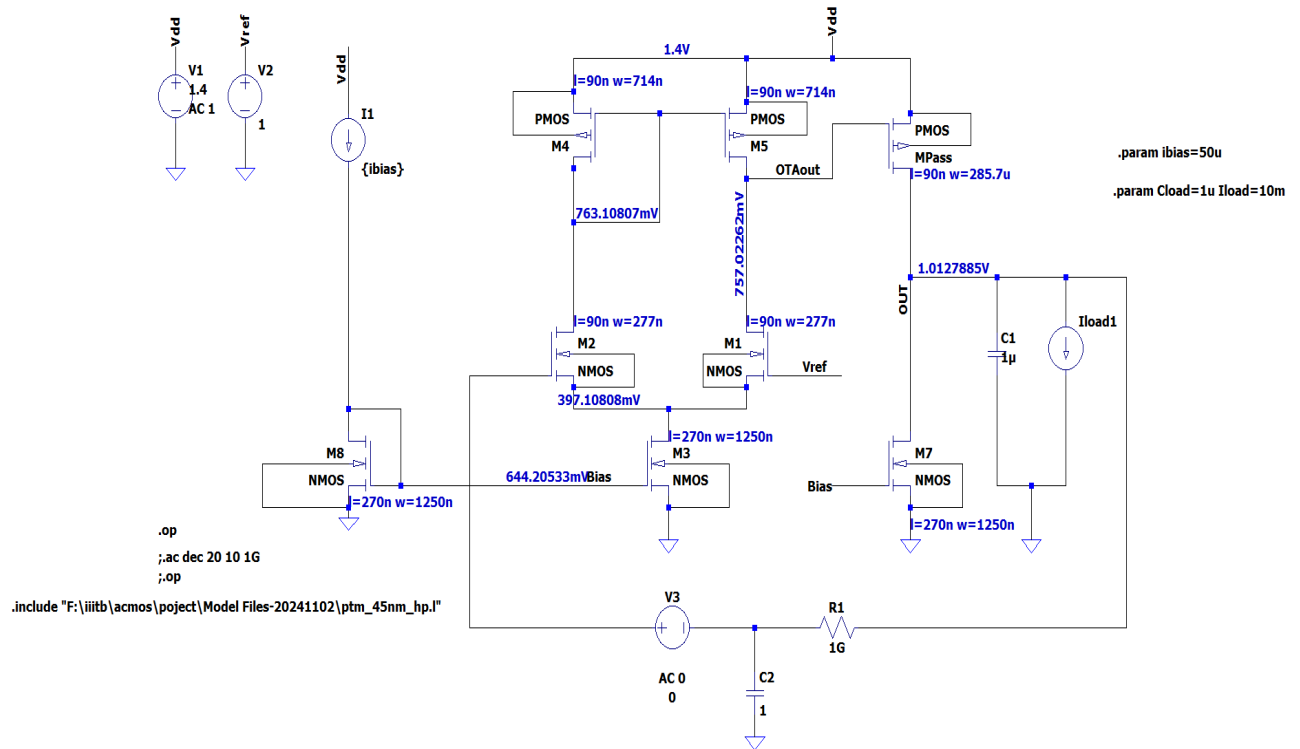 Vdd
Vref
Vdd
Vdd
V1
1.4
AC 1
V2
1
I1
{ibias}
1.4V
l=90n w=714n
PMOS
M4
l=90n w=714n
PMOS
M5
OTAout
PMOS
MPass
l=90n w=285.7u
.param ibias=50u
.param Cload=1u Iload=10m
763.10807mV
757.02262mV
1.0127885V
OUT
l=90n w=277n
M2
NMOS
l=90n w=277n
M1
NMOS
Vref
C1
1µ
Iload1
397.10808mV
l=270n w=1250n
M8
NMOS
l=270n w=1250n
644.20533mV
Bias
M3
NMOS
Bias
M7
NMOS
l=270n w=1250n
.op
;.ac dec 20 10 1G
;.op
.include "F:\iiitb\acmos\poject\Model Files-20241102\ptm_45nm_hp.l"
V3
AC 0
0
C2
1
R1
1G